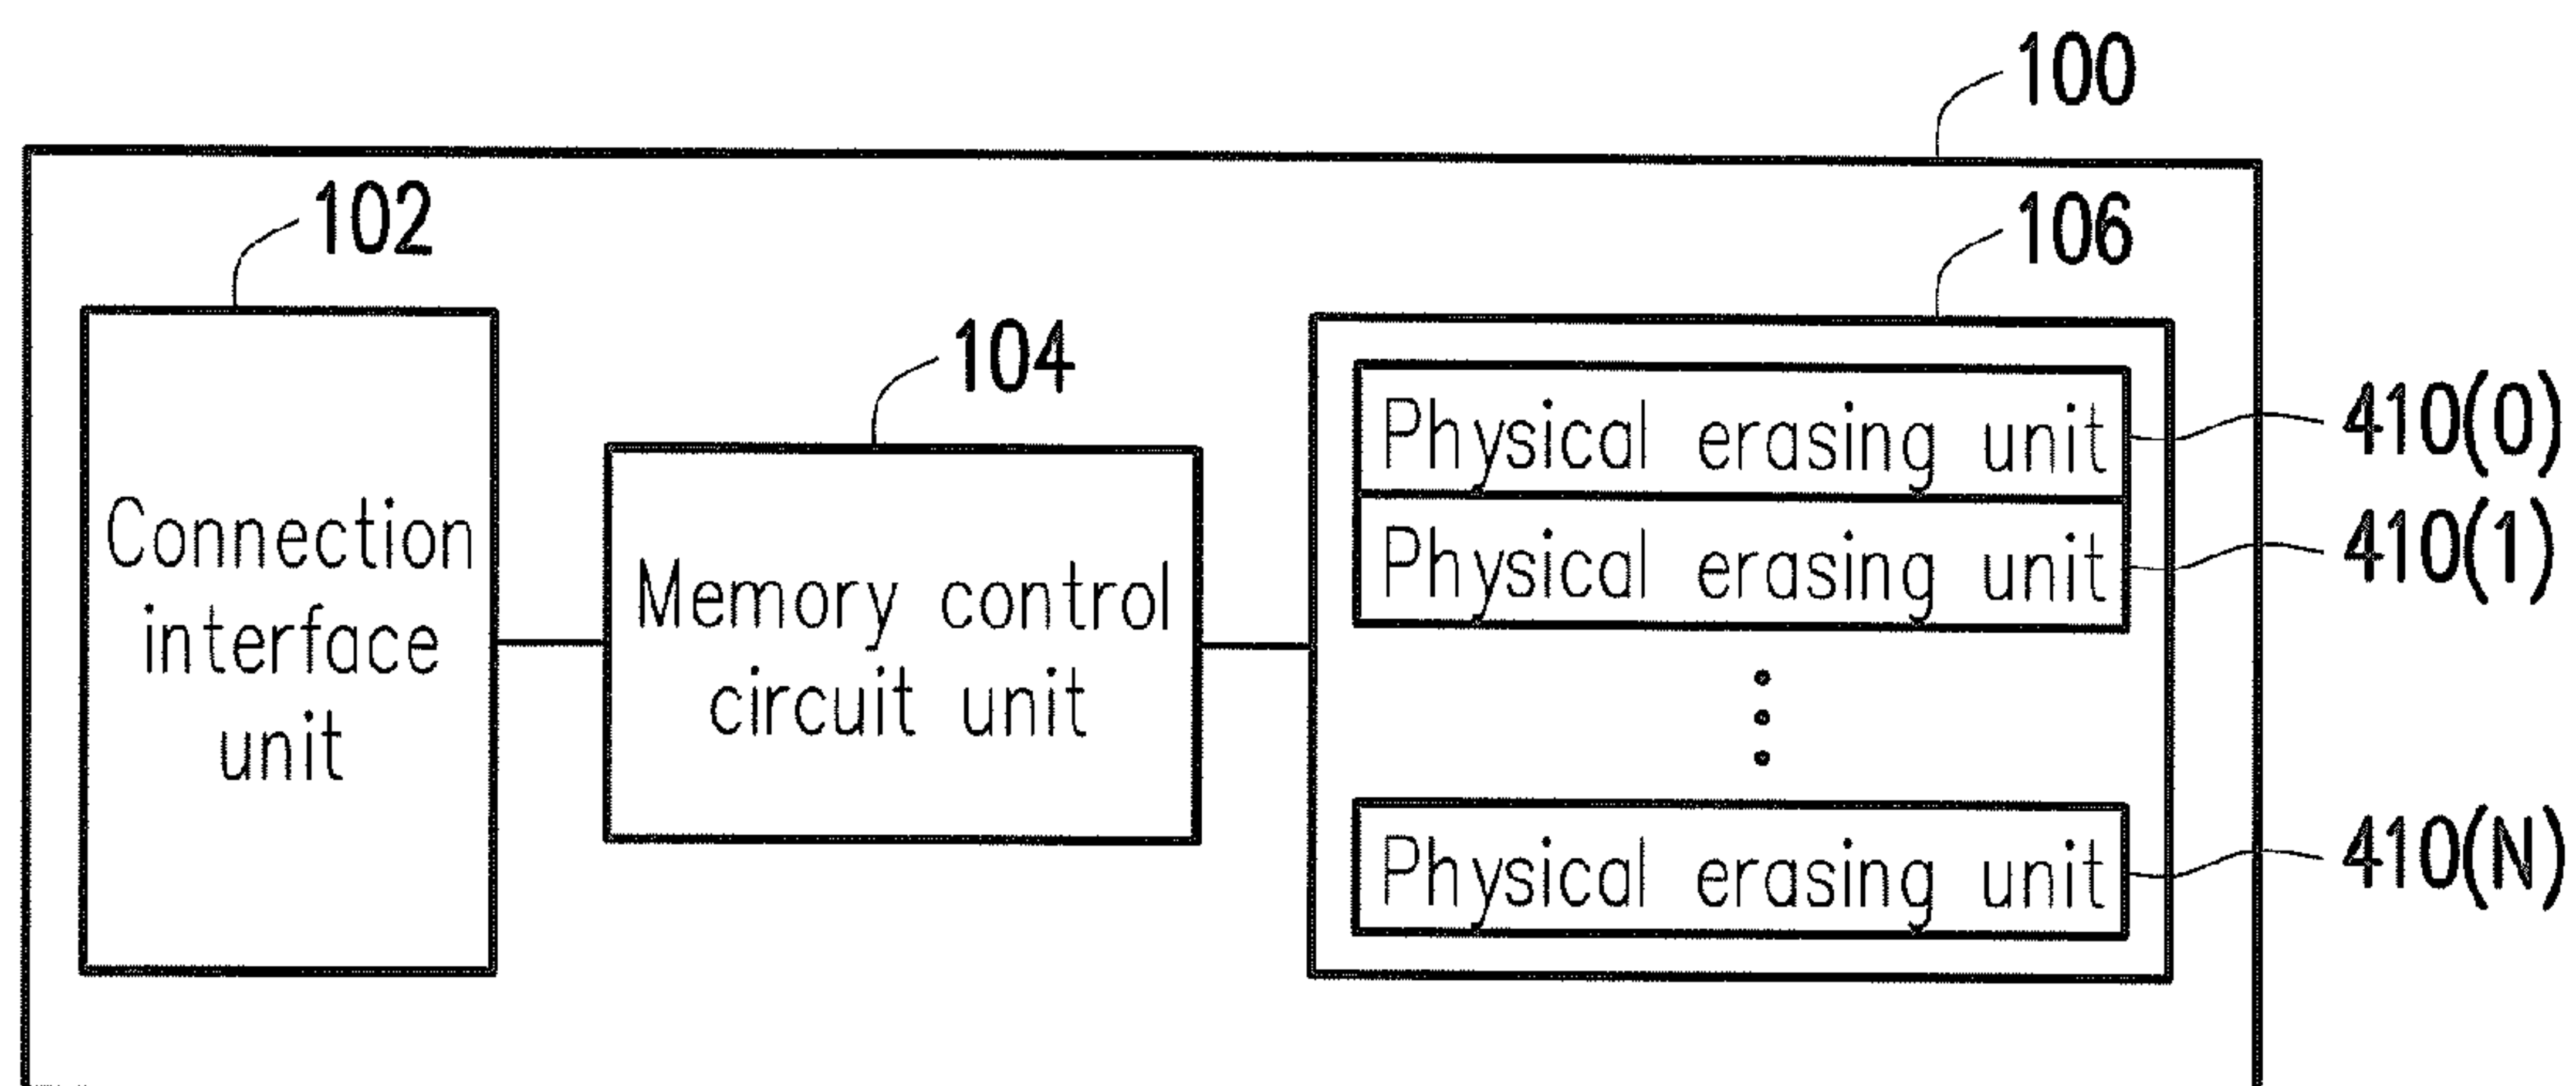 100
102
106
104
Physical erasing unit
410(0)
Connection
interface
unit
Physical erasing unit
410(1)
Memory control
circuit unit
Physical erasing unit
410(N)